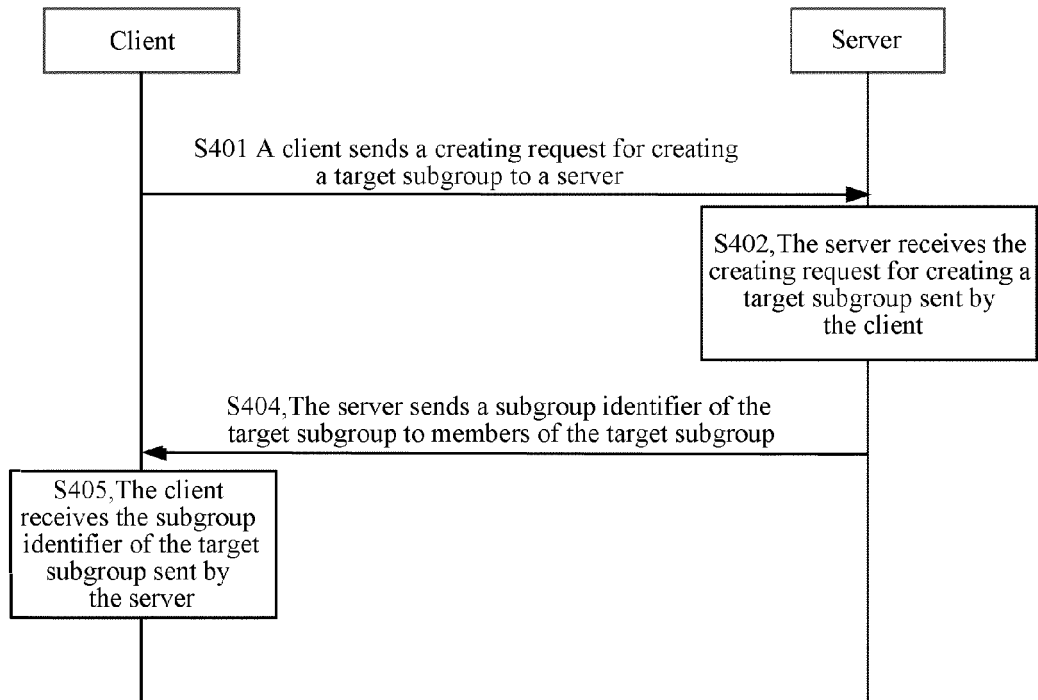 Client
Server
S401 A client sends a creating request for creating
a target subgroup to a server
S402,The server receives the
creating request for creating a
target subgroup sent by
the client
S404,The server sends a subgroup identifier of the
target subgroup to members of the target subgroup
S405,The client
receives the subgroup
identifier of the target
subgroup sent by
the server